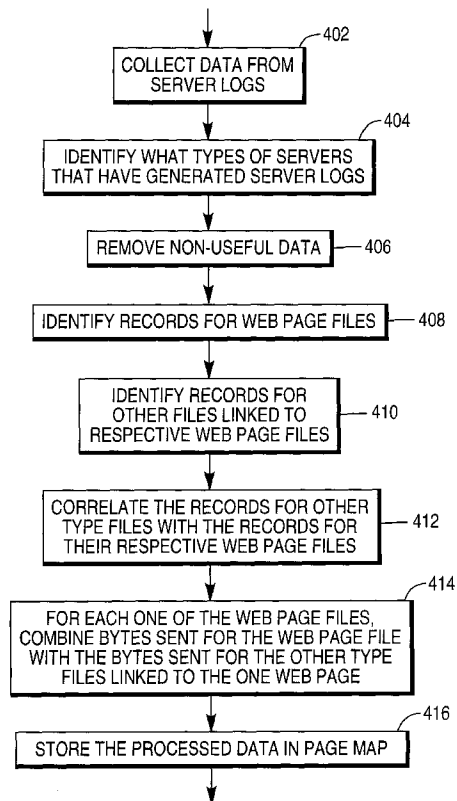 402
COLLECT DATA FROM
SERVER LOGS
404
IDENTIFY WHAT TYPES OF SERVERS
THAT HAVE GENERATED SERVER LOGS
REMOVE NON-USEFUL DATA
406
IDENTIFY RECORDS FOR WEB PAGE FILES
408
IDENTIFY RECORDS FOR
OTHER FILES LINKED TO
RESPECTIVE WEB PAGE FILES
410
CORRELATE THE RECORDS FOR OTHER
TYPE FILES WITH THE RECORDS FOR
THEIR RESPECTIVE WEB PAGE FILES
412
414
FOR EACH ONE OF THE WEB PAGE FILES,
COMBINE BYTES SENT FOR THE WEB PAGE FILE
WITH THE BYTES SENT FOR THE OTHER TYPE
FILES LINKED TO THE ONE WEB PAGE
416
STORE THE PROCESSED DATA IN PAGE MAP